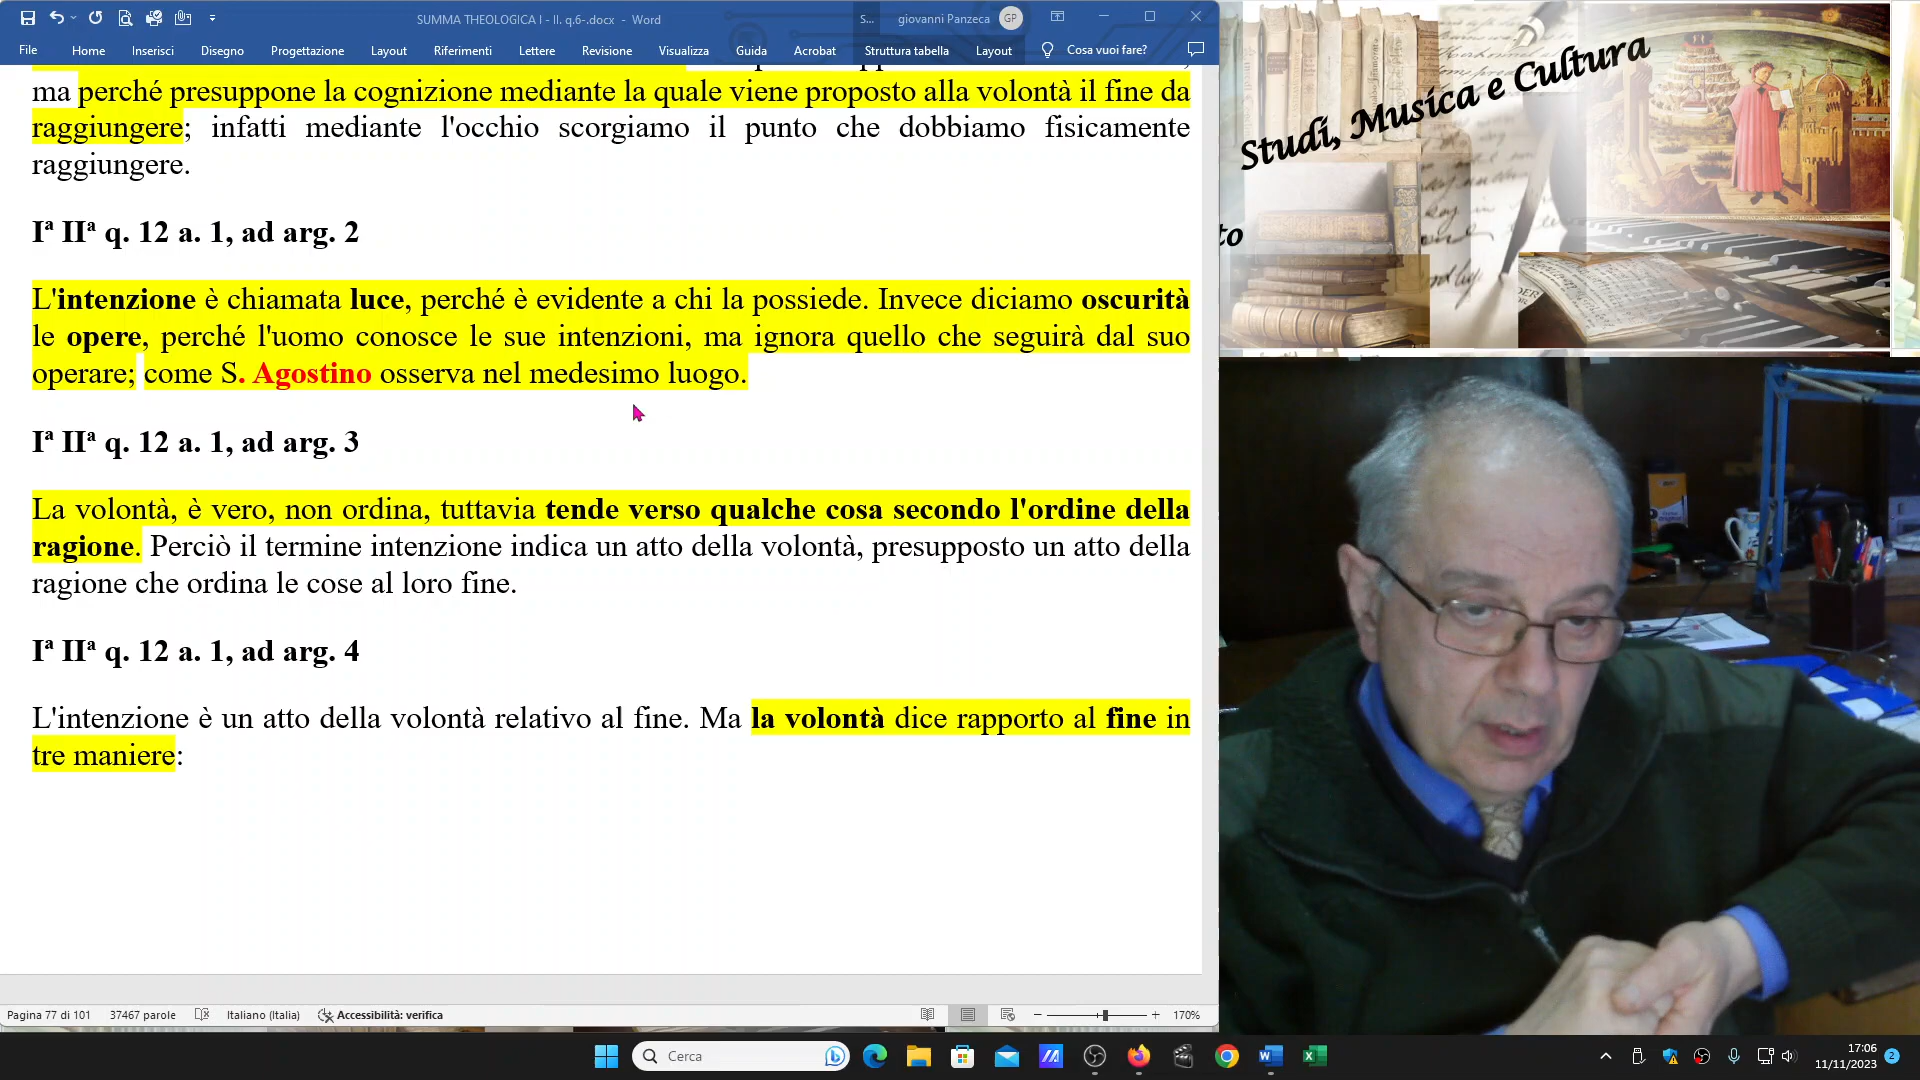 SUMMA THEOLOGICA I - II. q.6-.docx - Word
S...
giovanni Panzeca
GP
File Home Inserisci Disegno Progettazione Layout Riferimenti Lettere Revisione Visualizza Guida Acrobat Struttura tabella Layout Cosa vuoi fare?
ma perché presuppone la cognizione mediante la quale viene proposto alla volontà il fine da
raggiungere; infatti mediante l'occhio scorgiamo il punto che dobbiamo fisicamente
raggiungere.
Iª IIª q. 12 a. 1, ad arg. 2
L'intenzione è chiamata luce, perché è evidente a chi la possiede. Invece diciamo oscurità
le opere, perché l'uomo conosce le sue intenzioni, ma ignora quello che seguirà dal suo
operare; come S. Agostino osserva nel medesimo luogo.
Iª IIª q. 12 a. 1, ad arg. 3
La volontà, è vero, non ordina, tuttavia tende verso qualche cosa secondo l'ordine della
ragione. Perciò il termine intenzione indica un atto della volontà, presupposto un atto della
ragione che ordina le cose al loro fine.
Iª IIª q. 12 a. 1, ad arg. 4
L'intenzione è un atto della volontà relativo al fine. Ma la volontà dice rapporto al fine in
tre maniere:
Studi, Musica e Cultura
to
Pagina 77 di 101 37467 parole Italiano (Italia) Accessibilità: verifica
170%
Cerca
17:06
11/11/2023
2